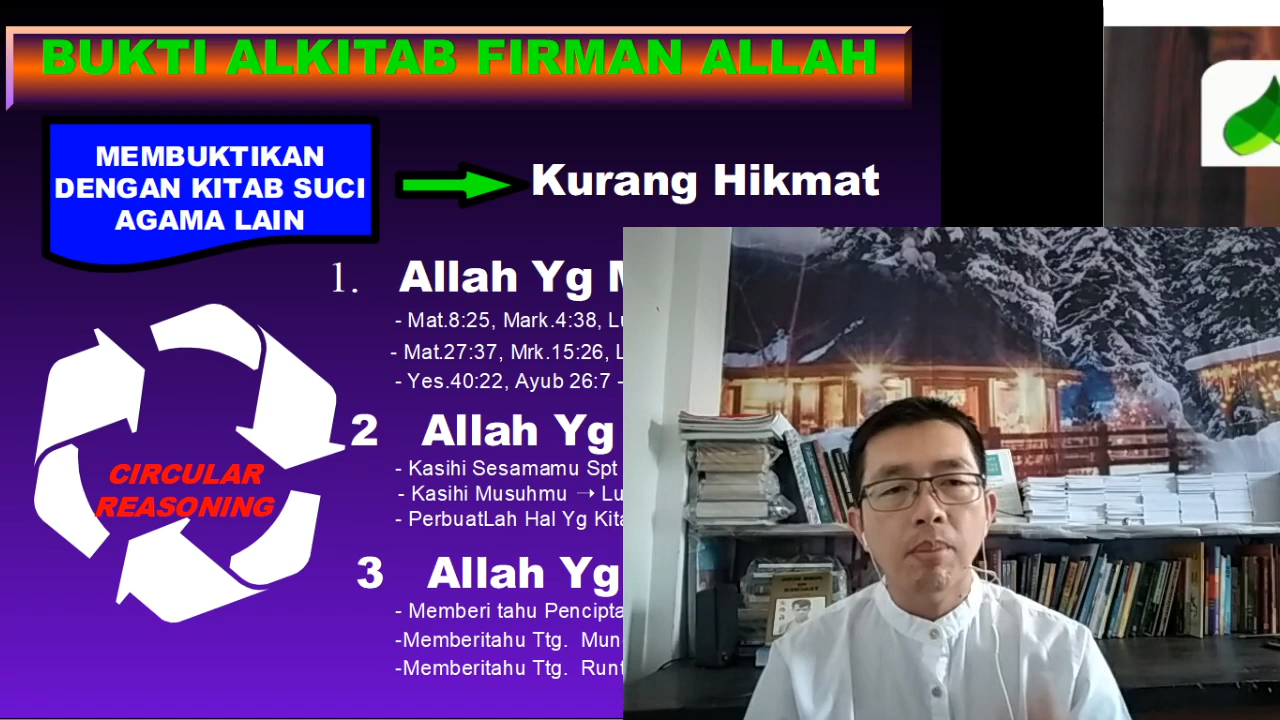 BUKTI ALKITAB FIRMAN ALLAH
MEMBUKTIKAN
DENGAN KITAB SUCI
AGAMA LAIN
Kurang Hikmat
1. Allah Yg
- Mat.8:25, Mark.4:38,
- Mat.27:37, Mrk.15:26,
- Yes.40:22, Ayub 26:7 -
CIRCULAR
REASONING
2 Allah Yg
- Kasihi Sesamamu Spt
- Kasihi Musuhmu →
- PerbuatLah Hal Yg
3 Allah Yg
- Memberi tahu
-Memberitahu Ttg.
-Memberitahu Ttg.